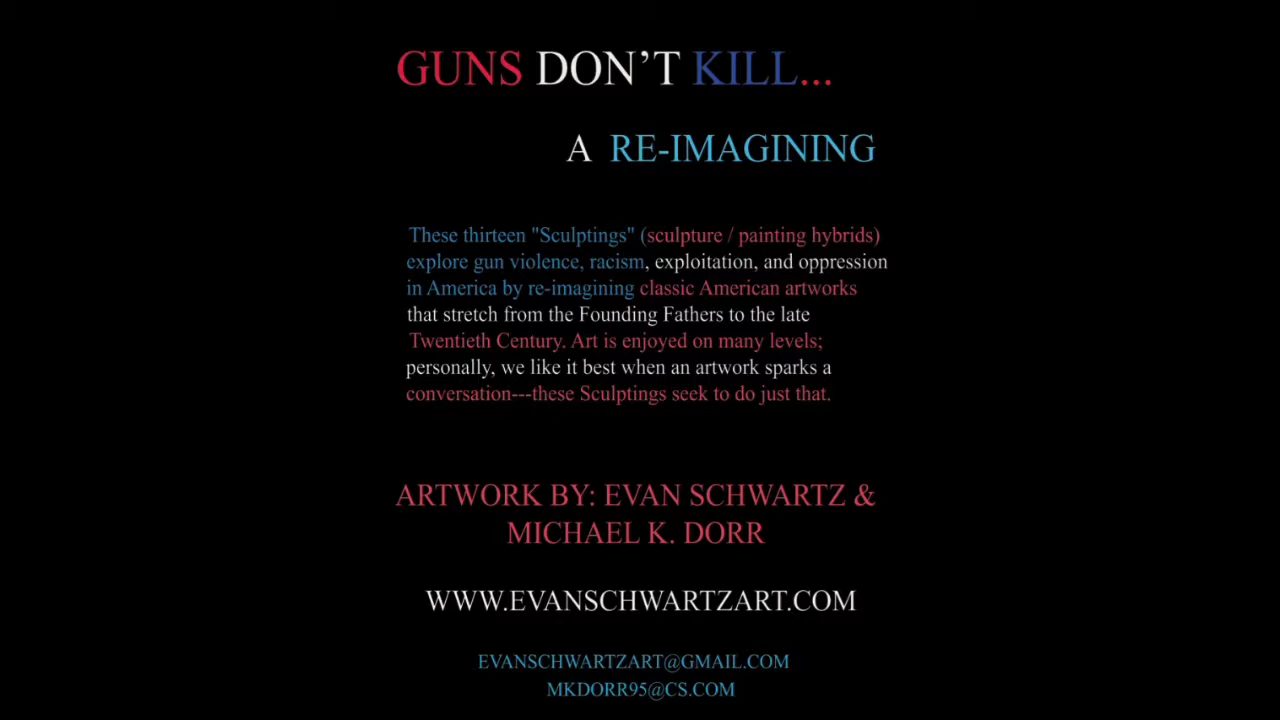 GUNS DON'T KILL...
A RE-IMAGINING
These thirteen "Sculptings" (sculpture / painting hybrids)
explore gun violence, racism, exploitation, and oppression
in America by re-imagining classic American artworks
that stretch from the Founding Fathers to the late
Twentieth Century. Art is enjoyed on many levels;
personally, we like it best when an artwork sparks a
conversation---these Sculptings seek to do just that.
ARTWORK BY: EVAN SCHWARTZ &
MICHAEL K. DORR
WWW.EVANSCHWARTZART.COM
EVANSCHWARTZART@GMAIL.COM
MKDORR95@CS.COM